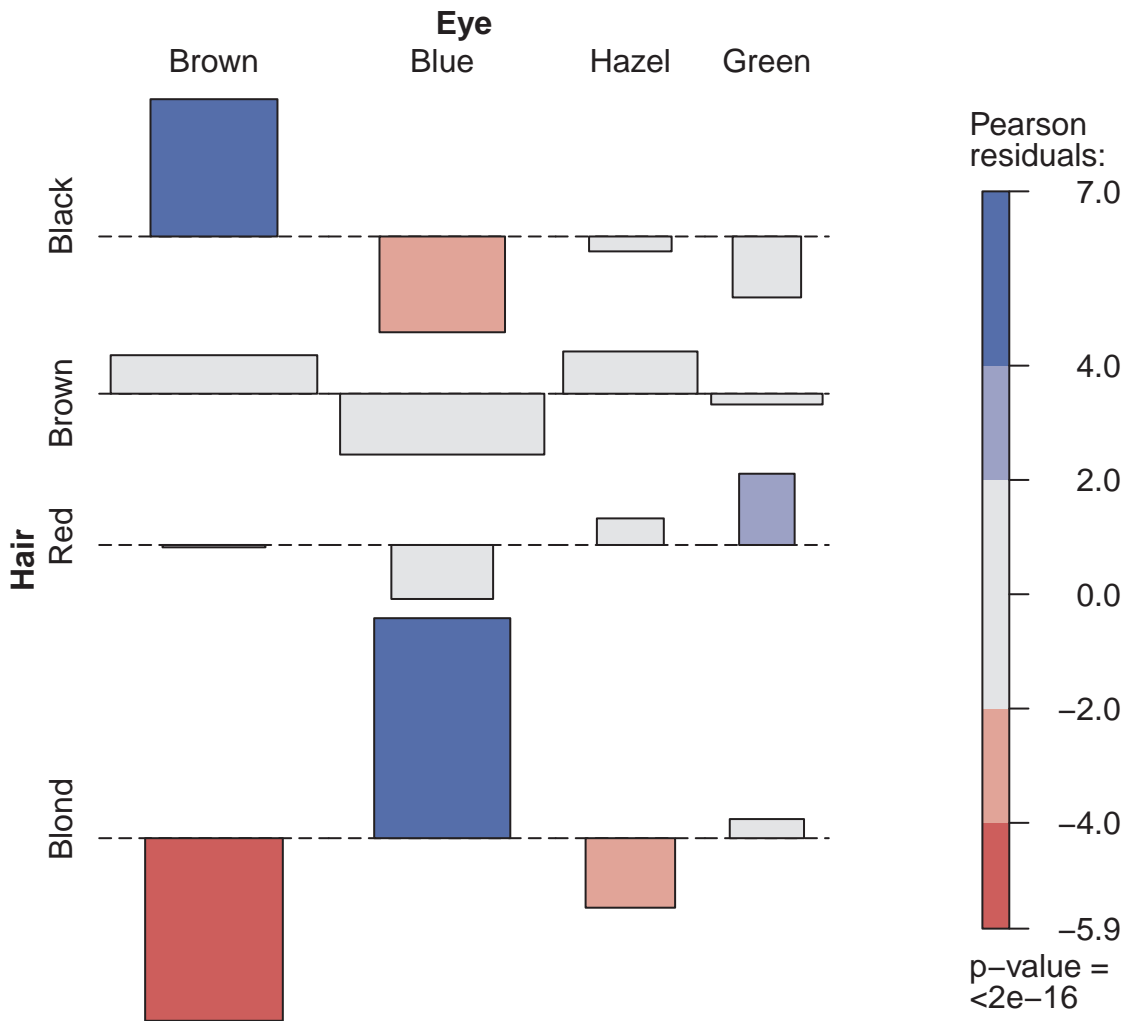 Eye
Brown Blue Hazel Green
Hair
Black
Brown
Red
Blond
Pearson
residuals:
7.0
4.0
2.0
0.0
−2.0
−4.0
−5.9
p−value =
<2e−16